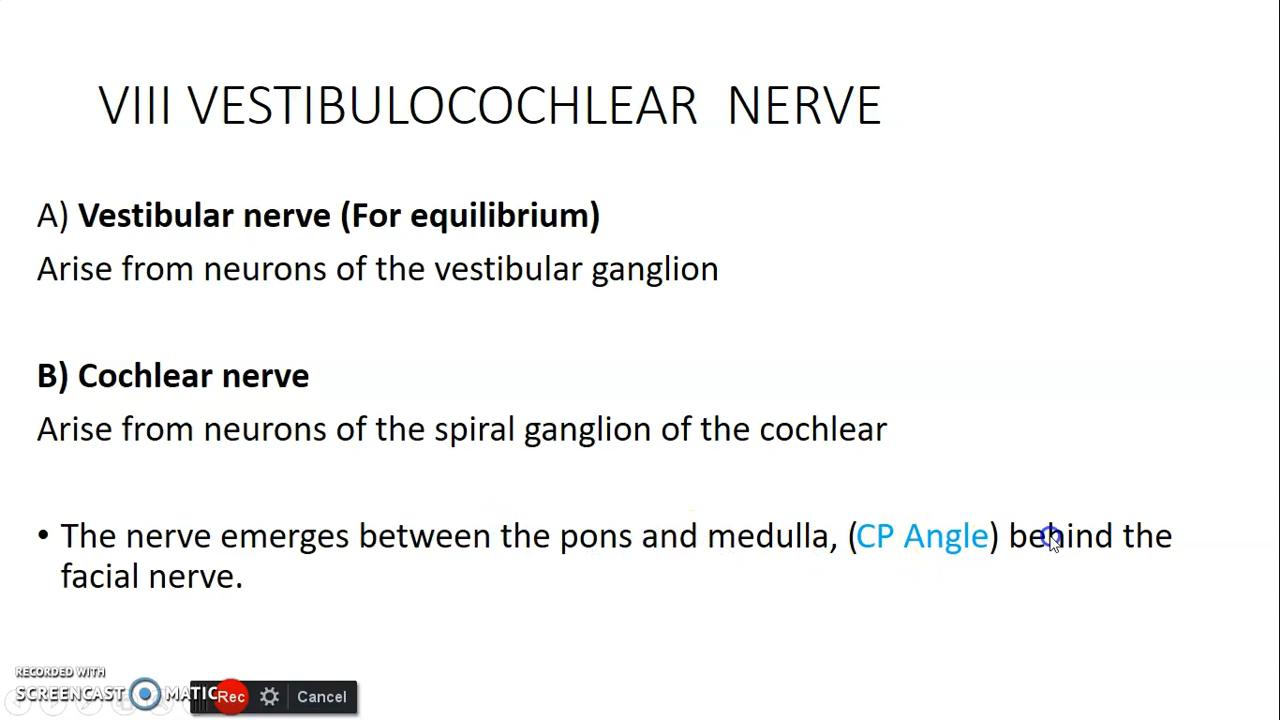 VIII VESTIBULOCOCHLEAR NERVE
A) Vestibular nerve (For equilibrium)
Arise from neurons of the vestibular ganglion
B) Cochlear nerve
Arise from neurons of the spiral ganglion of the cochlear
• The nerve emerges between the pons and medulla, (CP Angle) behind the
facial nerve.
RECORDED WITH
SCREENCAST MATIC
Rec Cancel